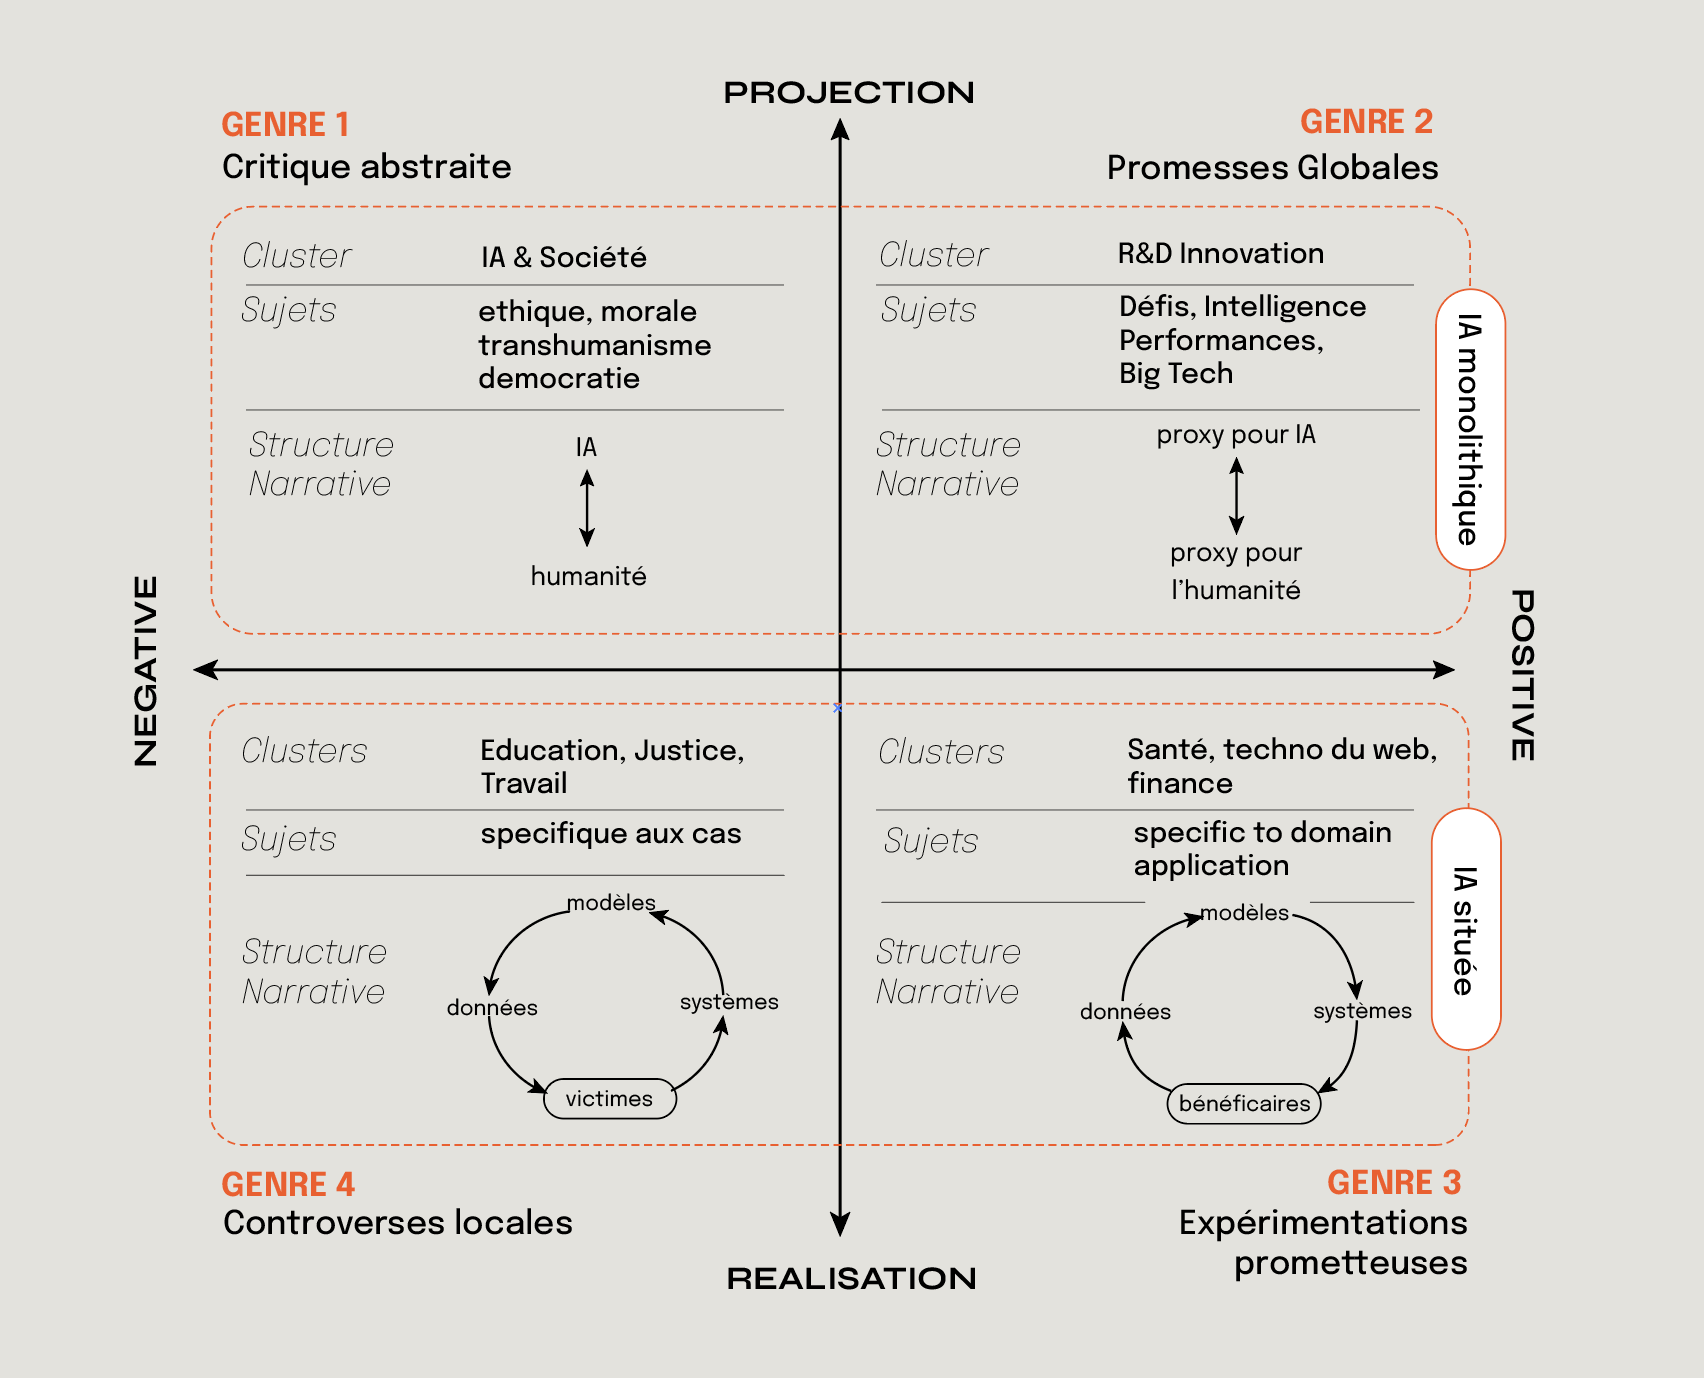 PROJECTION
GENRE 1
Critique abstraite
GENRE 2
Promesses Globales
Cluster
IA & Société
Sujets
ethique, morale
transhumanisme
democratie
Structure
Narrative
IA
humanité
Cluster
R&D Innovation
Sujets
Défis, Intelligence
Performances,
Big Tech
Structure
Narrative
proxy pour IA
proxy pour
l'humanité
IA monolithique
NEGATIVE
POSITIVE
Clusters
Education, Justice,
Travail
Sujets
specifique aux cas
Structure
Narrative
modèles
données
systèmes
victimes
Clusters
Santé, techno du web,
finance
Sujets
specific to domain
application
Structure
Narrative
modèles
données
systèmes
bénéficaires
IA située
GENRE 4
Controverses locales
GENRE 3
Expérimentations
prometteuses
REALISATION